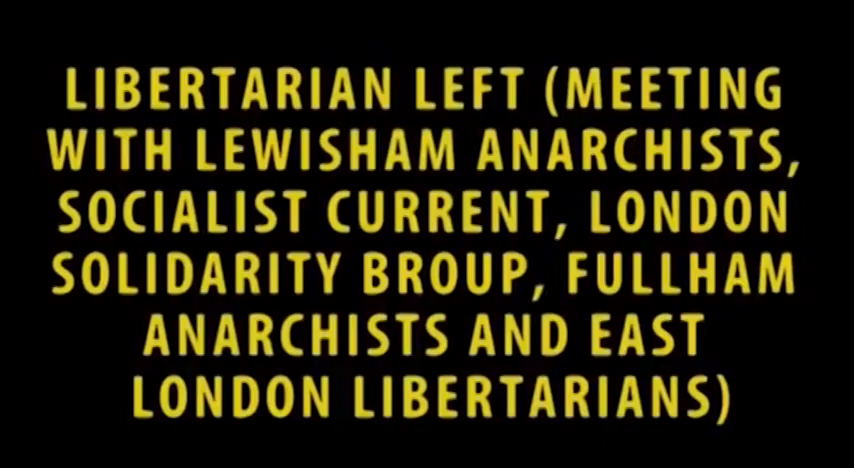 LIBERTARIAN LEFT (MEETING
WITH LEWISHAM ANARCHISTS,
SOCIALIST CURRENT, LONDON
SOLIDARITY BROUP, FULLHAM
ANARCHISTS AND EAST
LONDON LIBERTARIANS)